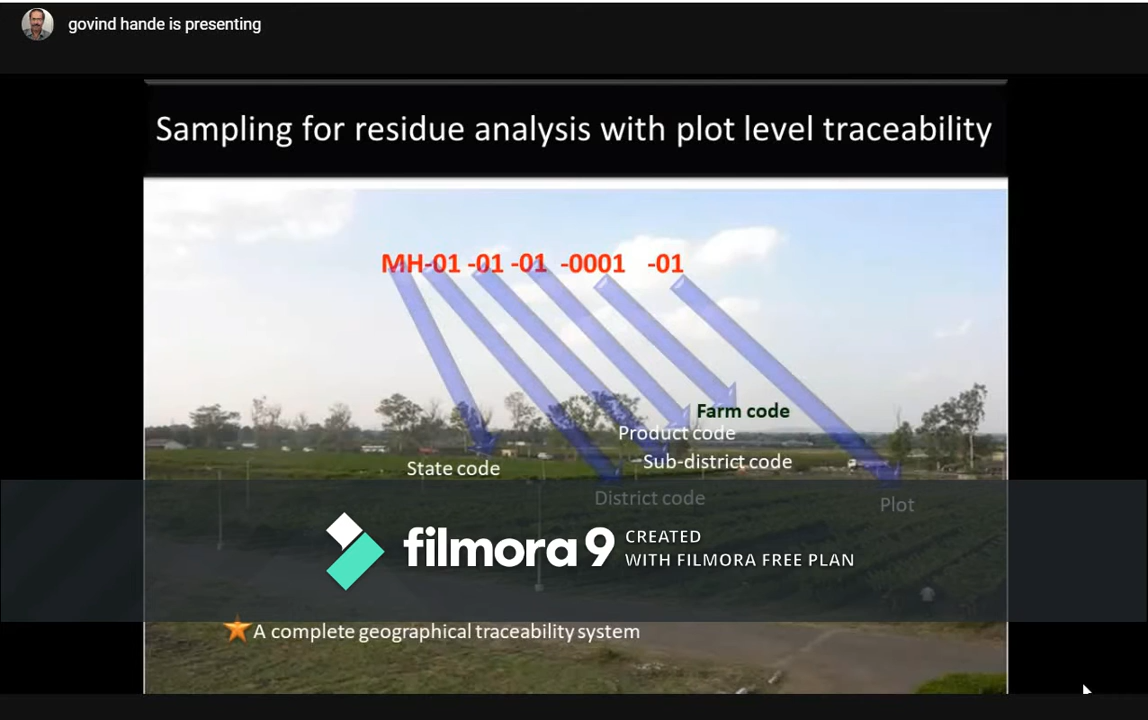 govind hande is presenting
Sampling for residue analysis with plot level traceability
MH-01 -01 -01 -0001 -01
Farm code
Product code
Sub-district code
State code
District code
Plot
filmora 9 CREATED
WITH FILMORA FREE PLAN
A complete geographical traceability system